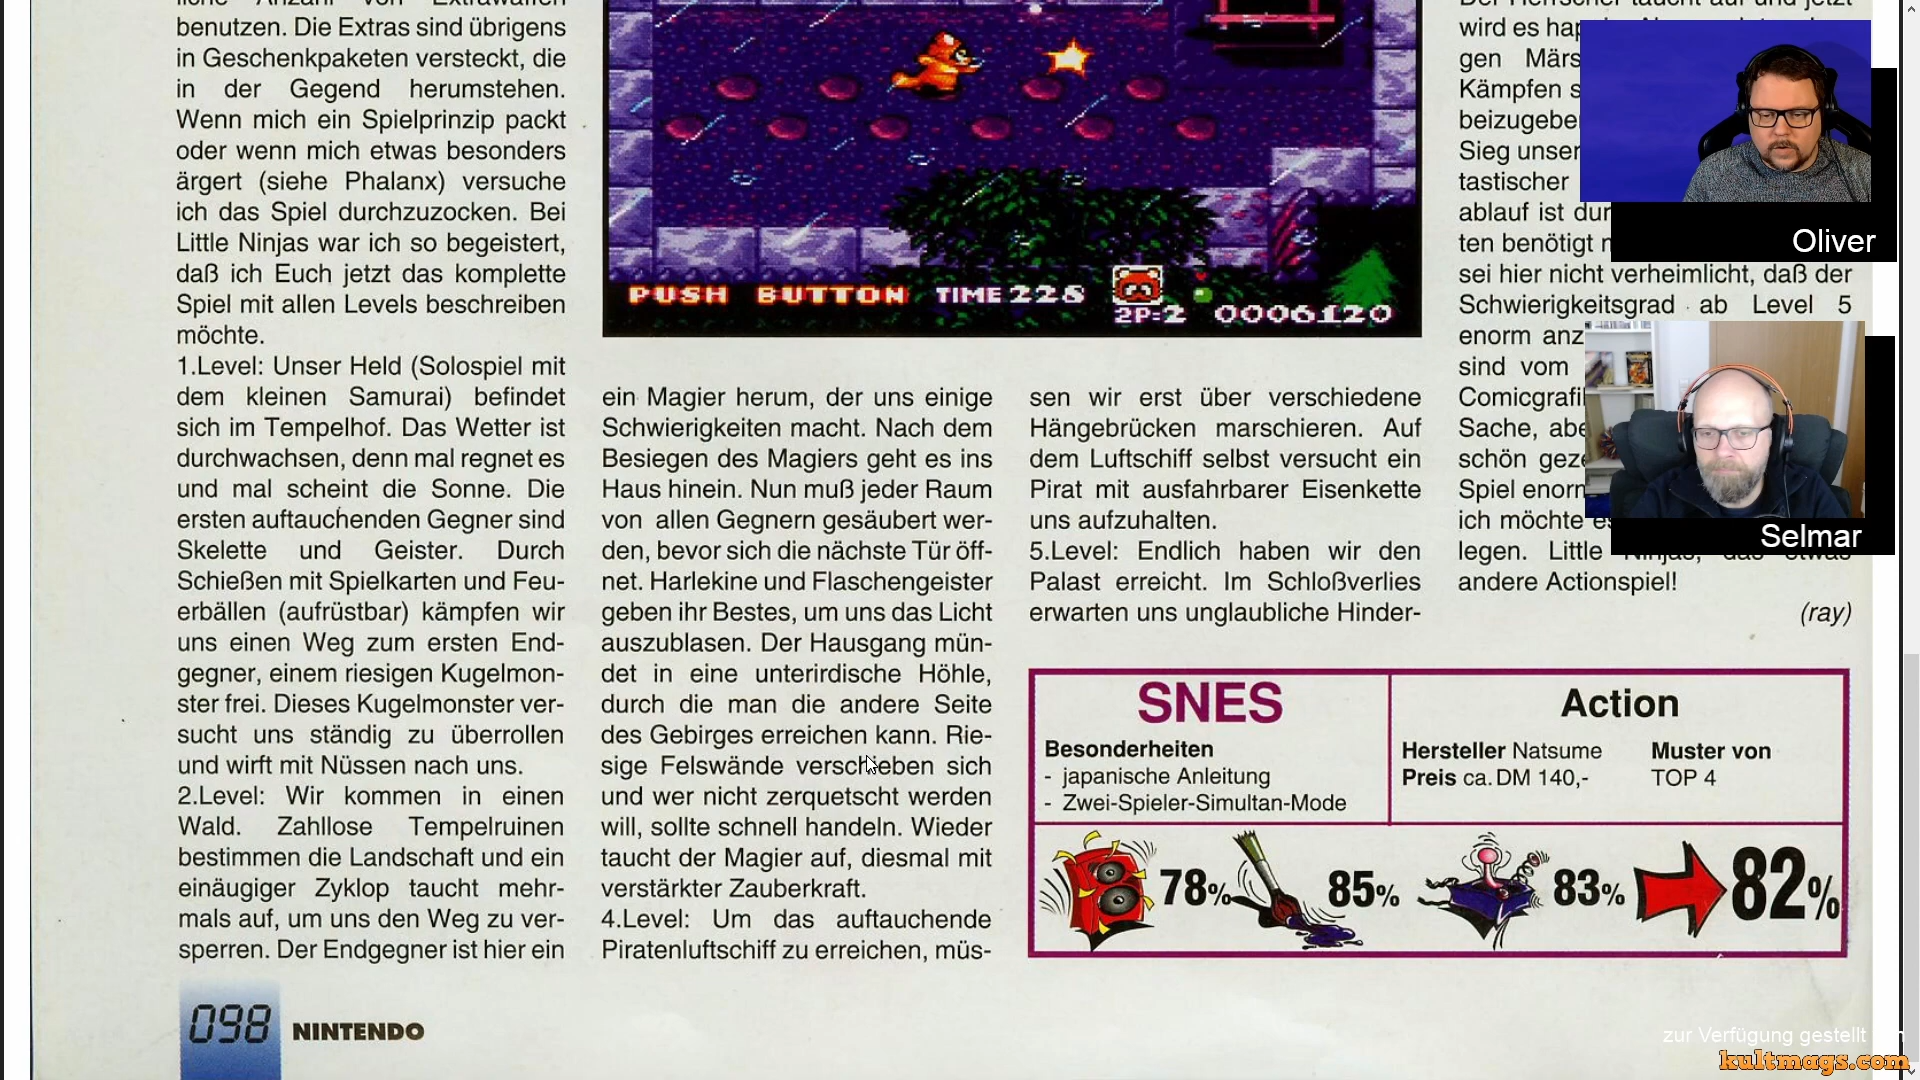 benutzen. Die Extras sind übrigens
in Geschenkpaketen versteckt, die
in der Gegend herumstehen.
Wenn mich ein Spielprinzip packt
oder wenn mich etwas besonders
ärgert (siehe Phalanx) versuche
ich das Spiel durchzuzocken. Bei
Little Ninjas war ich so begeistert,
daß ich Euch jetzt das komplette
Spiel mit allen Levels beschreiben
möchte.
1.Level: Unser Held (Solospiel mit
dem kleinen Samurai) befindet
sich im Tempelhof. Das Wetter ist
durchwachsen, denn mal regnet es
und mal scheint die Sonne. Die
ersten auftauchenden Gegner sind
Skelette und Geister. Durch
Schießen mit Spielkarten und Feu-
erbällen (aufrüstbar) kämpfen wir
uns einen Weg zum ersten End-
gegner, einem riesigen Kugelmon-
ster frei. Dieses Kugelmonster ver-
sucht uns ständig zu überrollen
und wirft mit Nüssen nach uns.
2.Level: Wir kommen in einen
Wald. Zahllose Tempelruinen
bestimmen die Landschaft und ein
einäugiger Zyklop taucht mehr-
mals auf, um uns den Weg zu ver-
sperren. Der Endgegner ist hier ein
PUSH BUTTON TIME 228 2P=2 0006120
ein Magier herum, der uns einige
Schwierigkeiten macht. Nach dem
Besiegen des Magiers geht es ins
Haus hinein. Nun muß jeder Raum
von allen Gegnern gesäubert wer-
den, bevor sich die nächste Tür öff-
net. Harlekine und Flaschengeister
geben ihr Bestes, um uns das Licht
auszublasen. Der Hausgang mün-
det in eine unterirdische Höhle,
durch die man die andere Seite
des Gebirges erreichen kann. Rie-
sige Felswände verschieben sich
und wer nicht zerquetscht werden
will, sollte schnell handeln. Wieder
taucht der Magier auf, diesmal mit
verstärkter Zauberkraft.
4.Level: Um das auftauchende
Piratenluftschiff zu erreichen, müs-
sen wir erst über verschiedene
Hängebrücken marschieren. Auf
dem Luftschiff selbst versucht ein
Pirat mit ausfahrbarer Eisenkette
uns aufzuhalten.
5.Level: Endlich haben wir den
Palast erreicht. Im Schloßverlies
erwarten uns unglaubliche Hinder-
wird es
gen
Kämpfen
Sieg
tastischer
ablauf ist
ten benötigt
sei hier nicht verheimlicht, daß der
Schwierigkeitsgrad ab Level 5
enorm
sind vom
Sache,
schön
Spiel
ich möchte
legen. Little
andere Actionspiel!
(ray)
Oliver
Selmar
SNES
Besonderheiten
- japanische Anleitung
- Zwei-Spieler-Simultan-Mode
Action
Hersteller Natsume
Preis ca. DM 140,-
Muster von
TOP 4
78% 85% 83% 82%
098 NINTENDO
zur Verfügung gestellt
kultmags.com